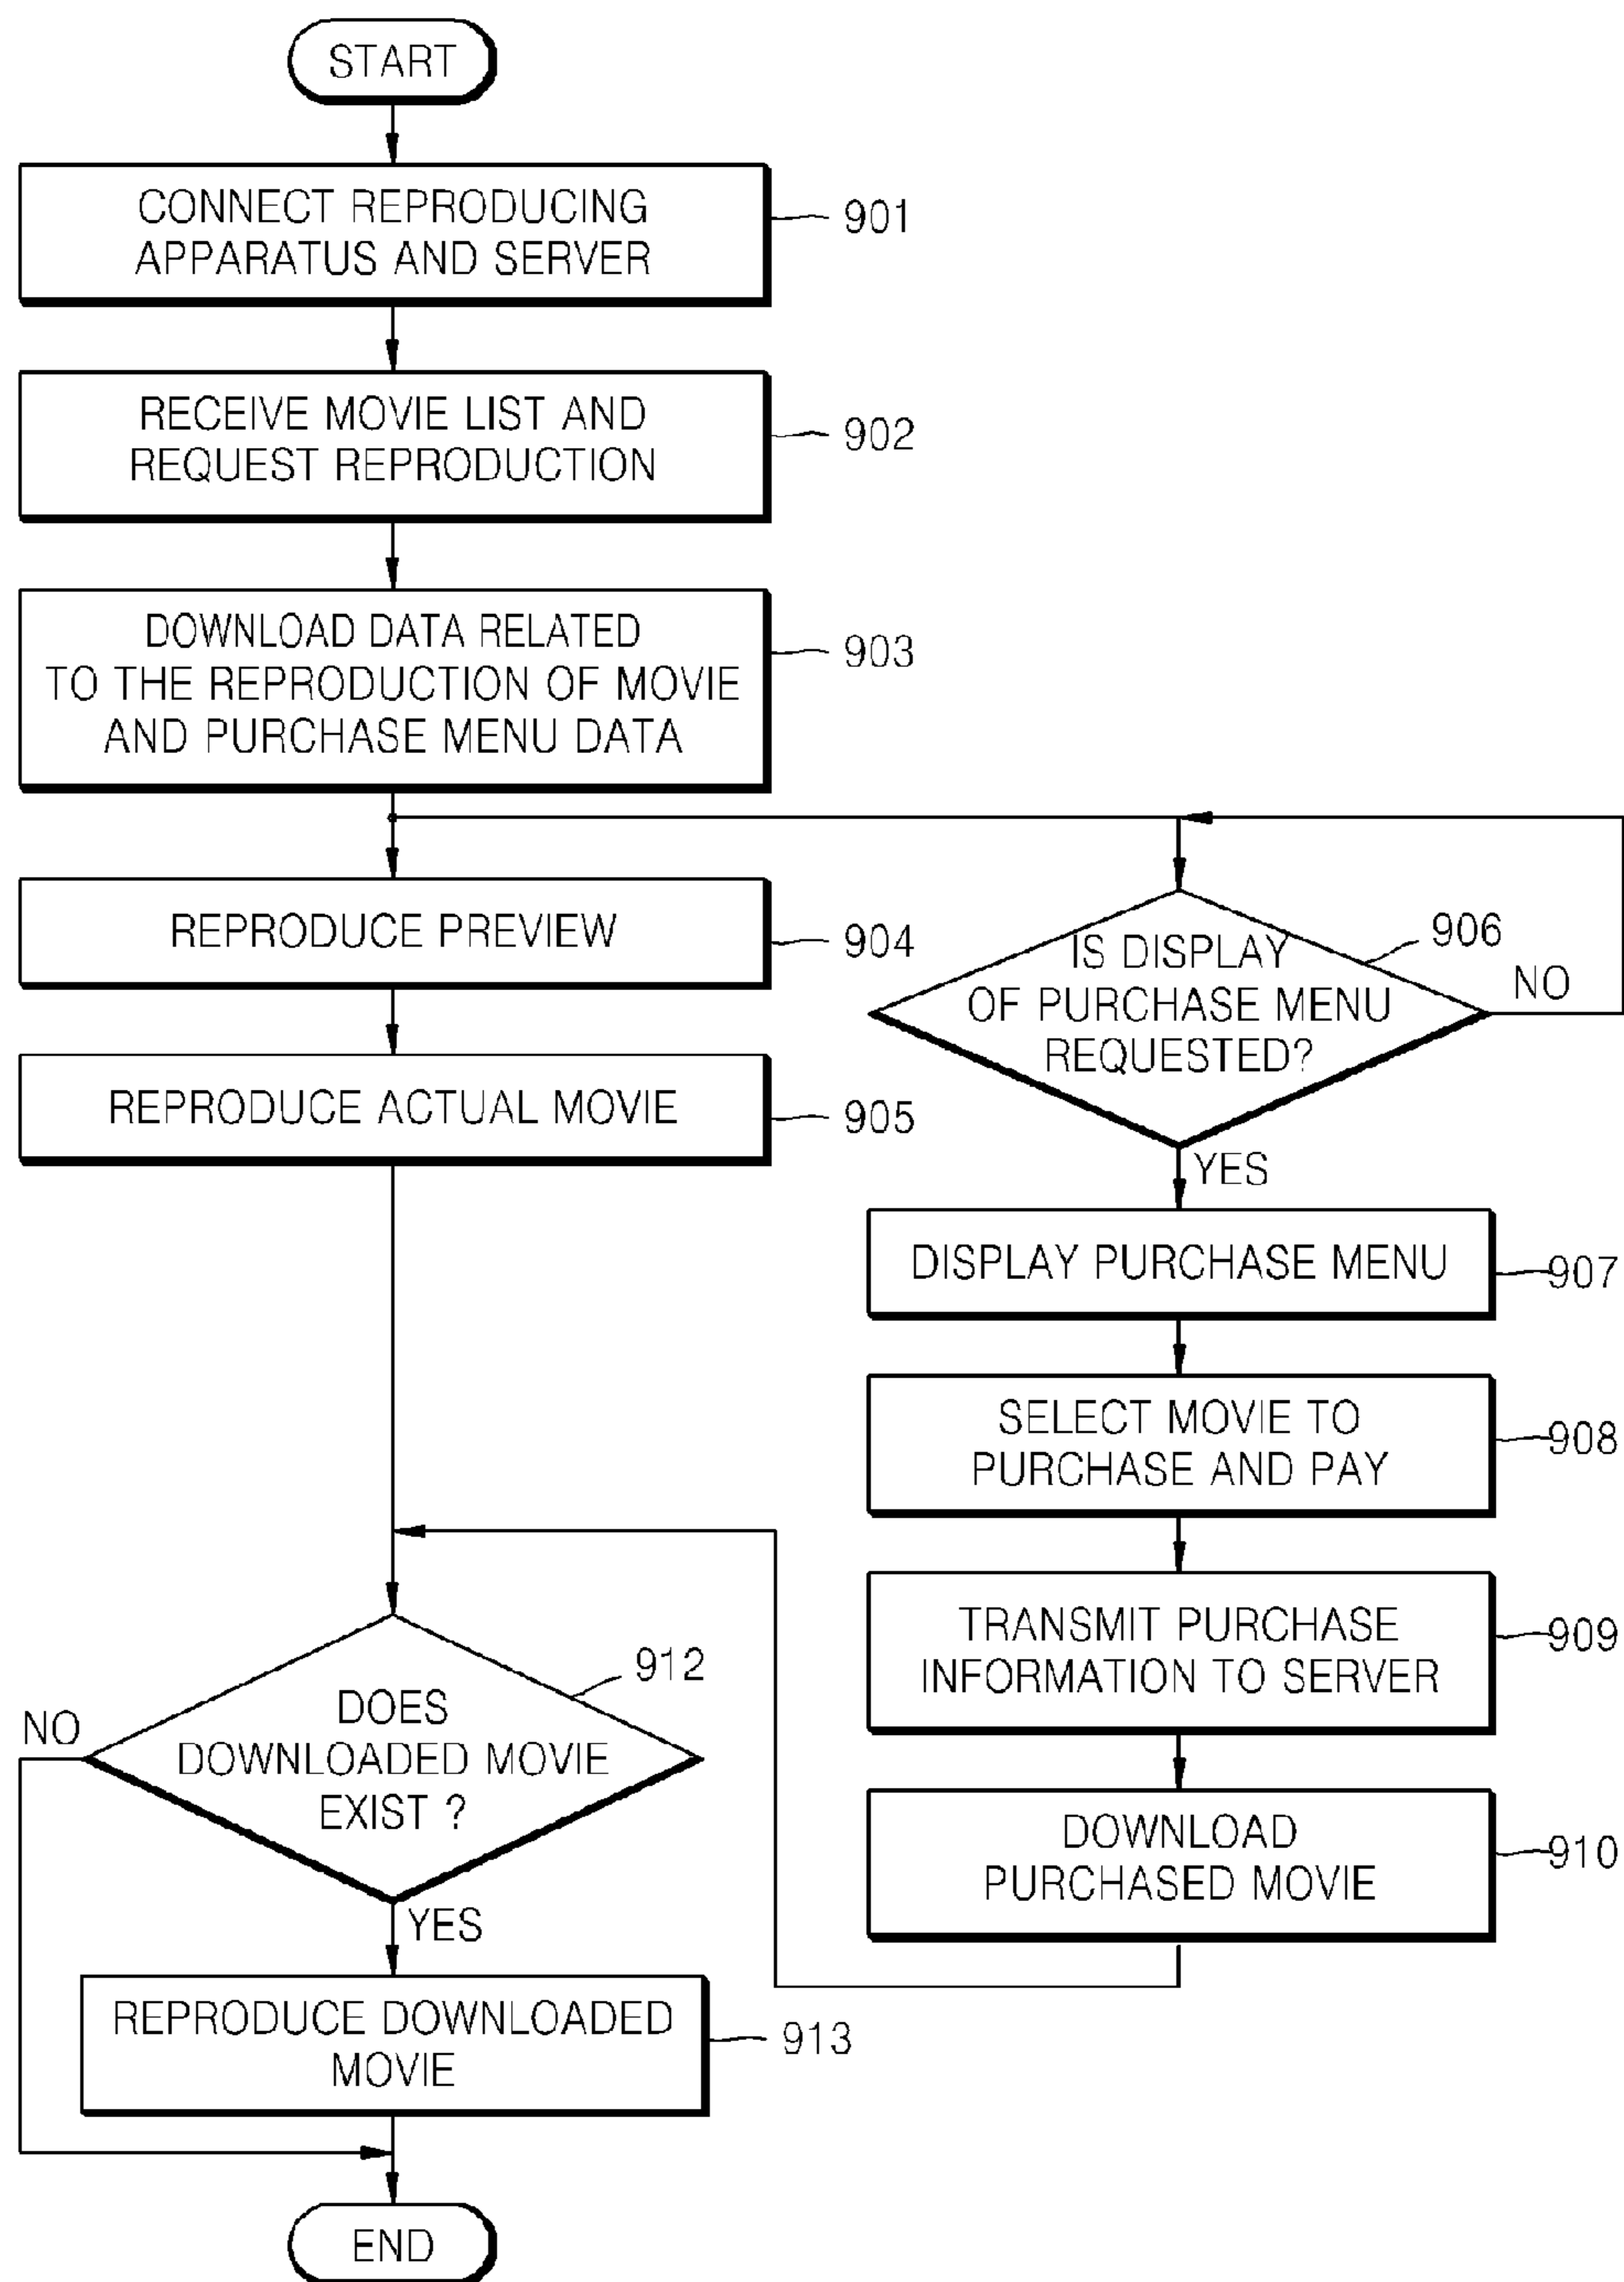 START
CONNECT REPRODUCING
APPARATUS AND SERVER
901
RECEIVE MOVIE LIST AND
REQUEST REPRODUCTION
902
DOWNLOAD DATA RELATED
TO THE REPRODUCTION OF MOVIE
AND PURCHASE MENU DATA
903
REPRODUCE PREVIEW
904
REPRODUCE ACTUAL MOVIE
905
IS DISPLAY
OF PURCHASE MENU
REQUESTED?
906
NO
YES
DISPLAY PURCHASE MENU
907
SELECT MOVIE TO
PURCHASE AND PAY
908
TRANSMIT PURCHASE
INFORMATION TO SERVER
909
DOWNLOAD
PURCHASED MOVIE
910
DOES
DOWNLOADED MOVIE
EXIST ?
912
NO
YES
REPRODUCE DOWNLOADED
MOVIE
913
END